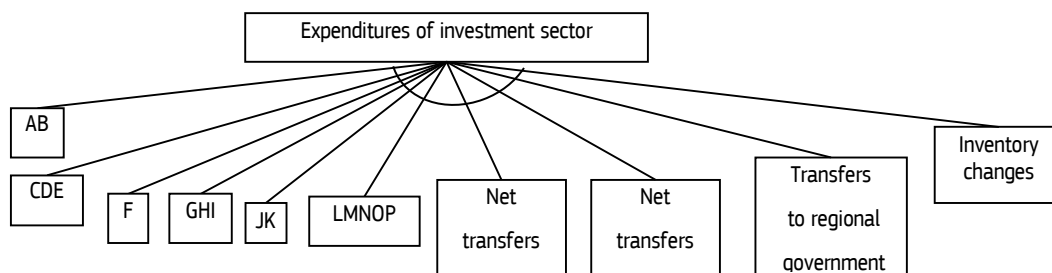 Expenditures of investment sector
AB
CDE
F
GHI
JK
LMNOP
Net
transfers
Net
transfers
Transfers
to regional
government
Inventory
changes